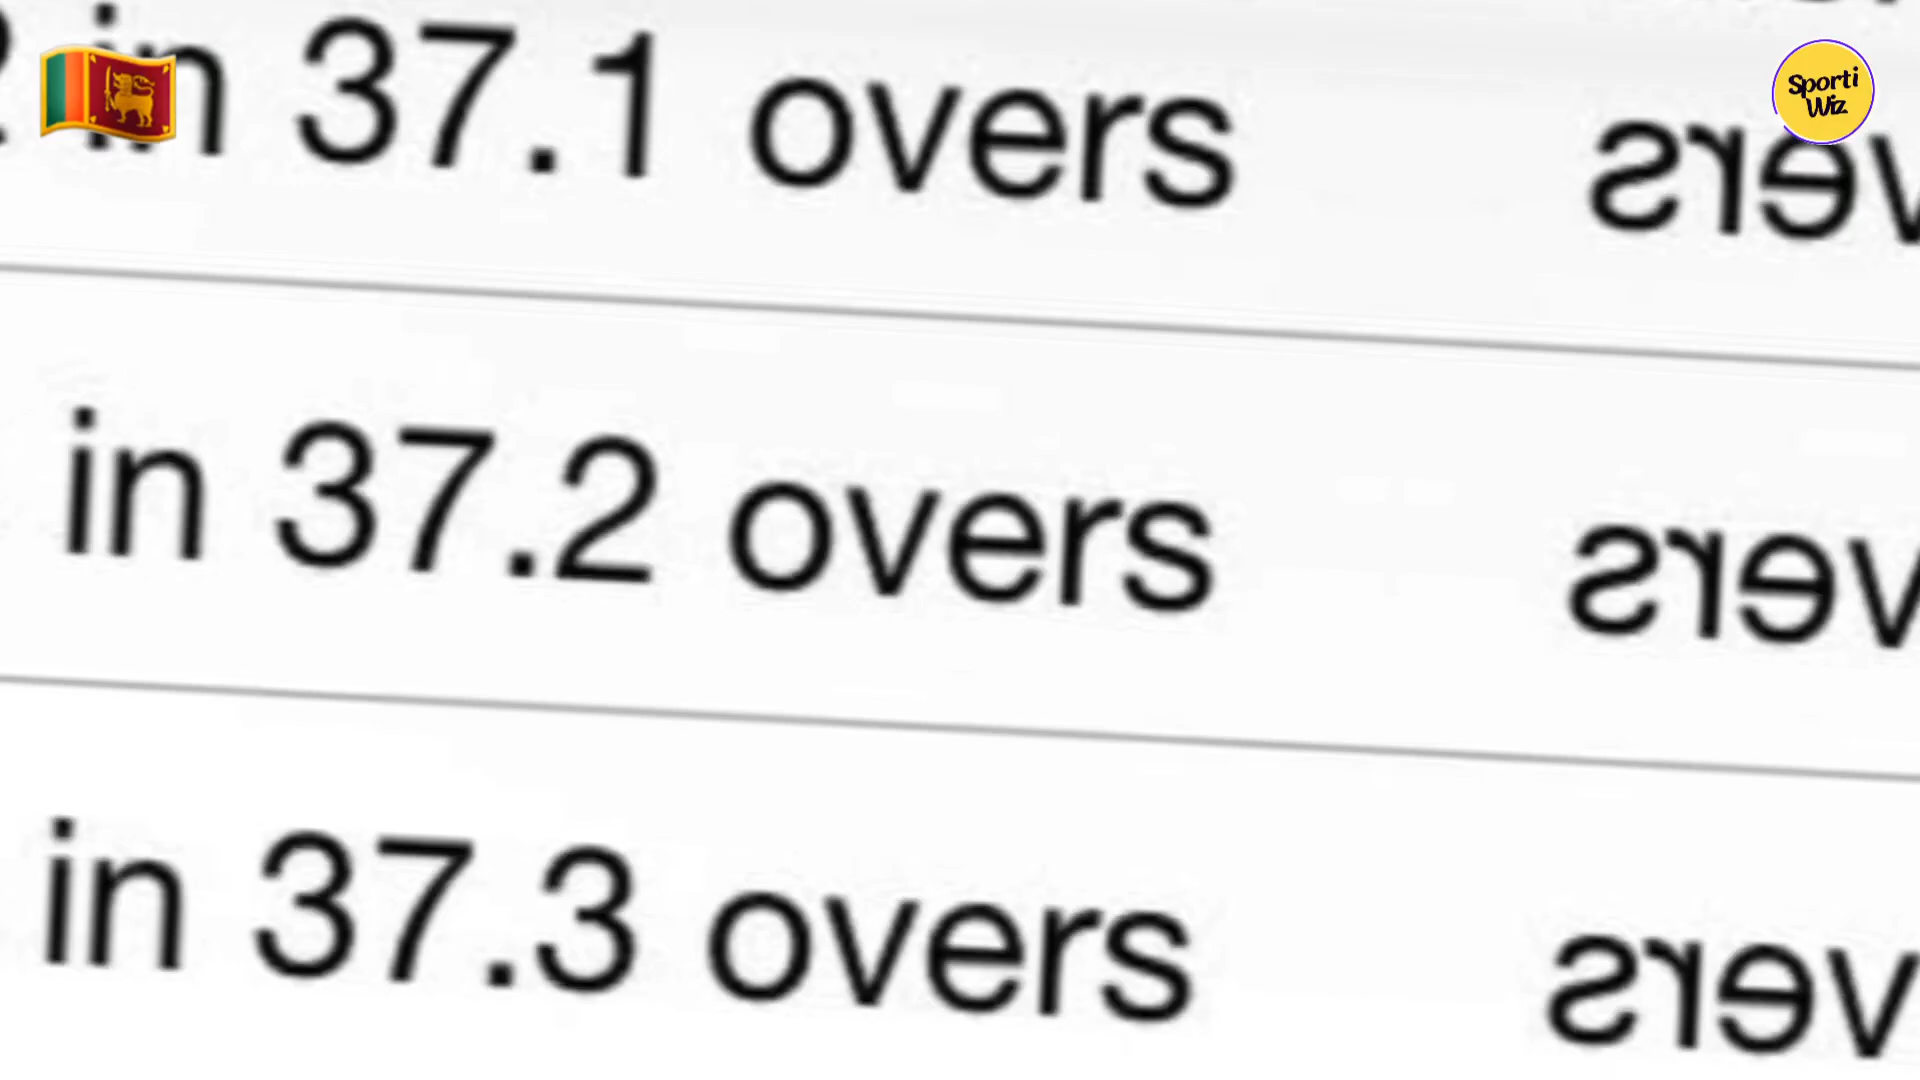 in 37.1 overs
Sporti
Wiz
in 37.2 overs
in 37.3 overs